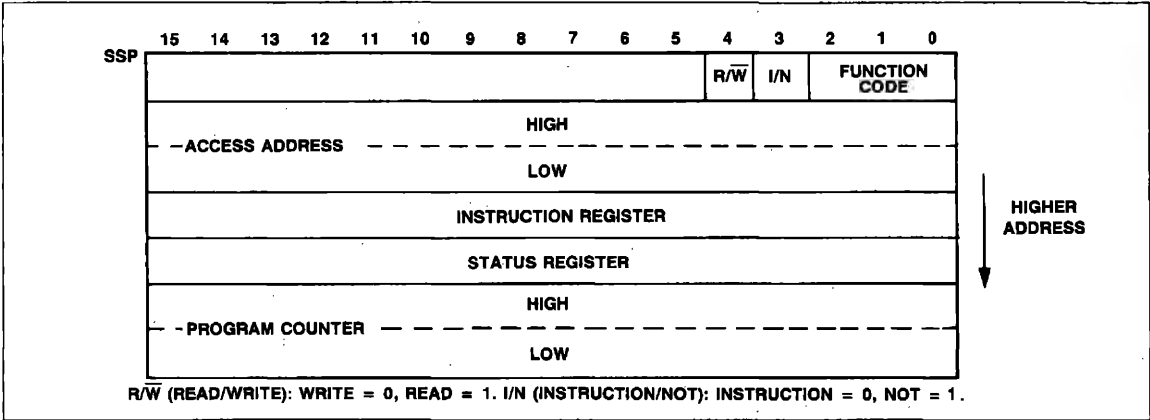 15 14 13 12 11 10 9 8 7 6 5 4 3 2 1 0
SSP
R/W̅ I/N FUNCTION
CODE
HIGH
ACCESS ADDRESS
LOW
INSTRUCTION REGISTER
HIGHER
ADDRESS
STATUS REGISTER
HIGH
PROGRAM COUNTER
LOW
R/W̅ (READ/WRITE): WRITE = 0, READ = 1. I/N (INSTRUCTION/NOT): INSTRUCTION = 0, NOT = 1.